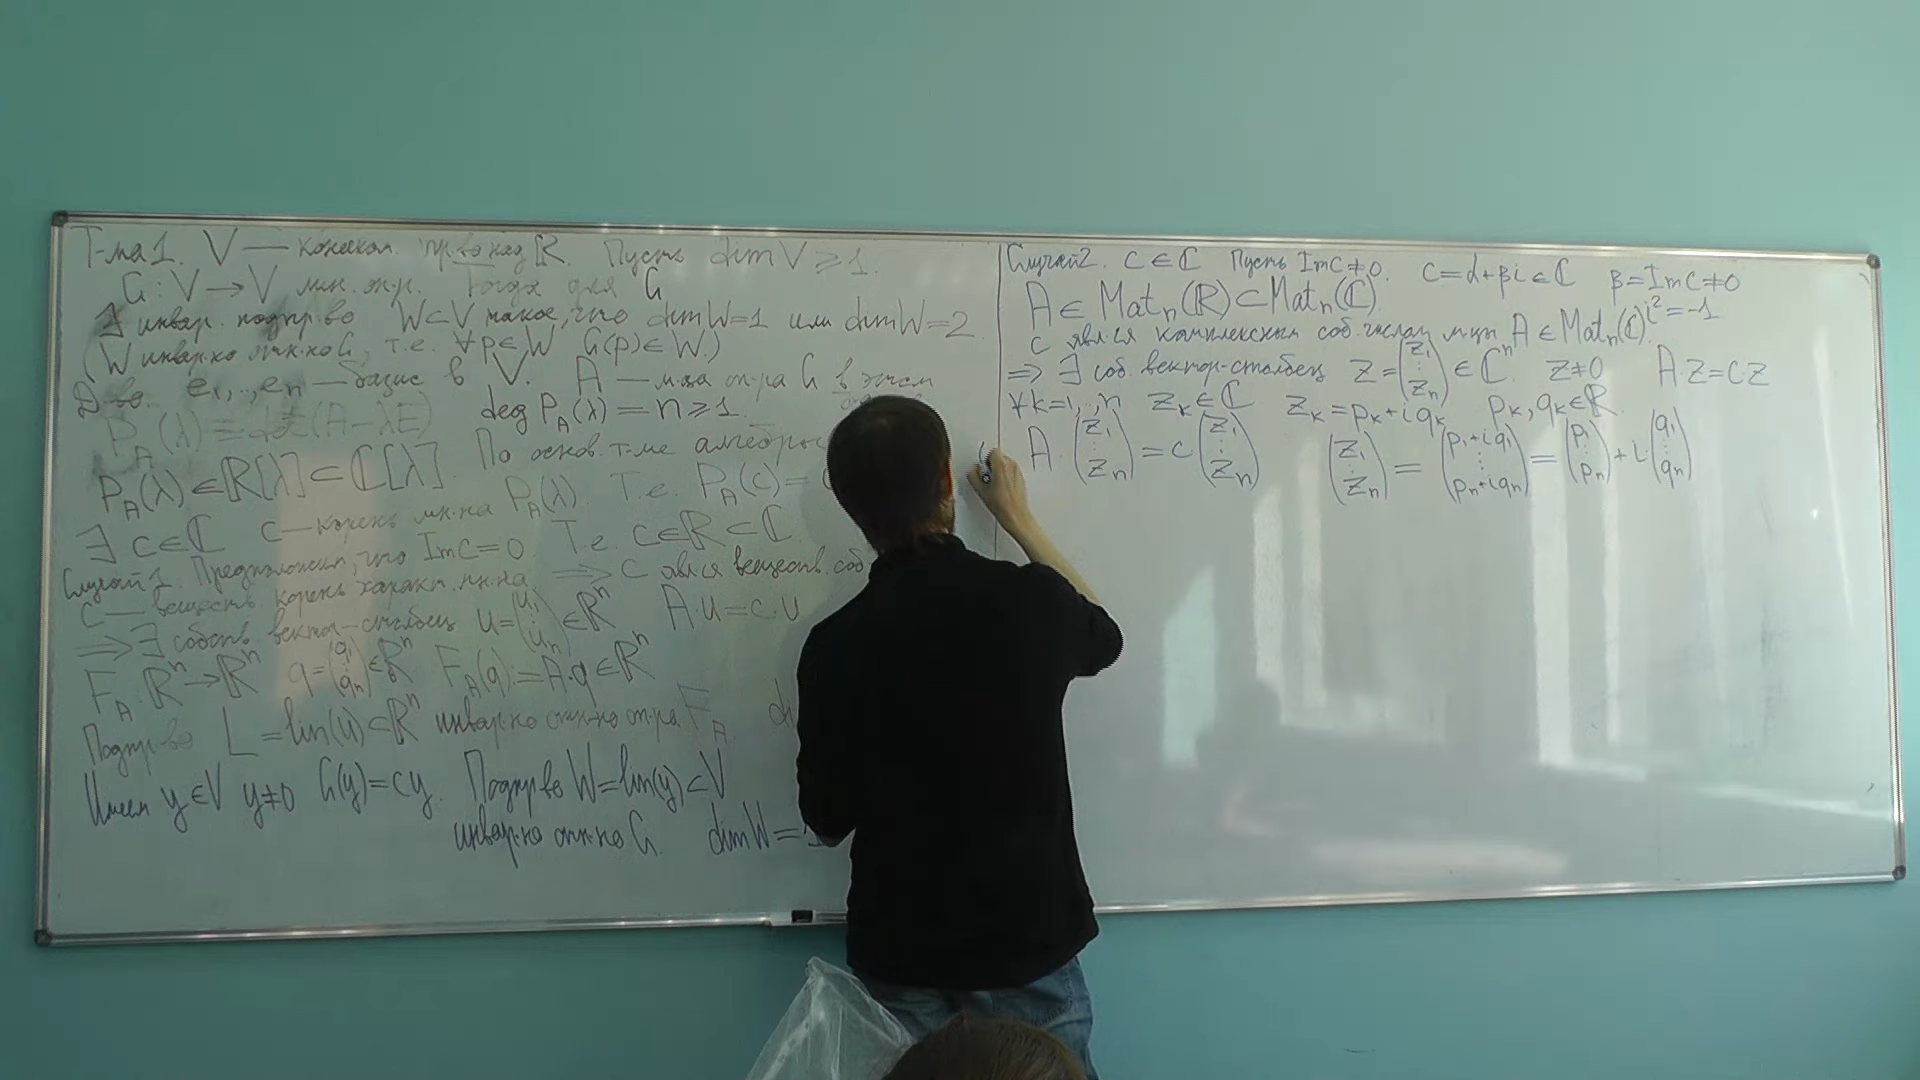 Т-ма 1. V — конечном. пр-во над ℝ. Пусть dim V ⩾ 1.
G : V → V лин. оп-р. Тогда для G
∃ инвар. подпр-во W ⊂ V такое, что dim W = 1 или dim W = 2
(W инвар-но отн-но G, т.е. ∀ p ∈ W G(p) ∈ W.)
Д-во. e₁,..,eₙ — базис в V. A — м-ца оп-ра G в этом
P_A(λ) = det(A − λE) deg P_A(λ) = n ⩾ 1.
P_A(λ) ∈ ℝ[λ] ⊂ ℂ[λ]. По основ. т-ме алгебры
∃ c ∈ ℂ c — корень мн-на P_A(λ) Т.е. P_A(c) =
Случай 1. Предположим, что Im c = 0. Т.е. c ∈ ℝ ⊂ ℂ
c — веществ. корень характ. мн-на ⟹ c явл-ся веществ. соб
⟹ ∃ собств. вектор-столбец u = (u₁ ⋮ uₙ) ∈ ℝⁿ A·u = c·u
F_A : ℝⁿ → ℝⁿ q = (q₁ ⋮ qₙ) ∈ ℝⁿ F_A(q) := A·q ∈ ℝⁿ
Подпр-во L = lin(u) ⊂ ℝⁿ инвар-но отн-но оп-ра F_A. di
Имеем y ∈ V y ≠ 0 G(y) = cy. Подпр-во W = lin(y) ⊂ V
инвар-но отн-но G. dim W = 1
Случай 2. c ∈ ℂ Пусть Im c ≠ 0. c = α + βi ∈ ℂ β = Im c ≠ 0
A ∈ Matₙ(ℝ) ⊂ Matₙ(ℂ). i² = −1
c явл-ся комплексным соб. числом м-цы A ∈ Matₙ(ℂ).
⟹ ∃ соб. вектор-столбец z = (z₁ ⋮ zₙ) ∈ ℂⁿ. z ≠ 0 A·z = c·z
∀ k = 1,..,n z_k ∈ ℂ z_k = p_k + i q_k p_k, q_k ∈ ℝ.
A·(z₁ ⋮ zₙ) = c (z₁ ⋮ zₙ) (z₁ ⋮ zₙ) = (p₁+iq₁ ⋮ pₙ+iqₙ) = (p₁ ⋮ pₙ) + i·(q₁ ⋮ qₙ)